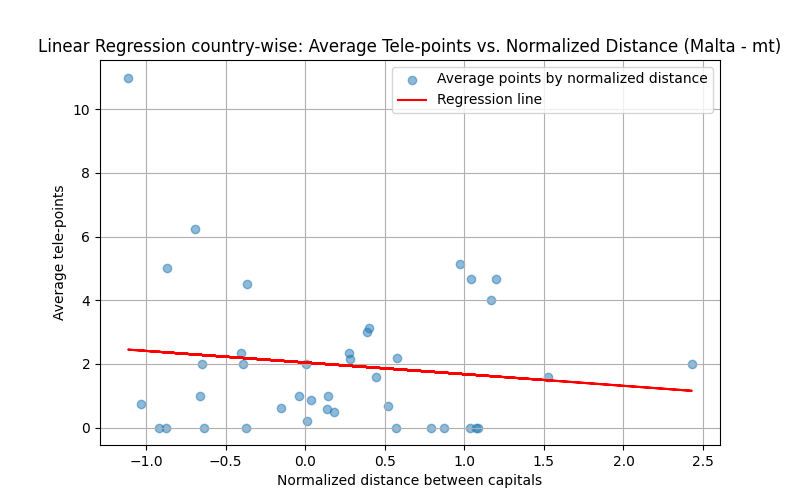 Linear Regression country-wise: Average Tele-points vs. Normalized Distance (Malta - mt)
Average points by normalized distance
Regression line
10
8
6
4
2
0
Average tele-points
−1.0 −0.5 0.0 0.5 1.0 1.5 2.0 2.5
Normalized distance between capitals